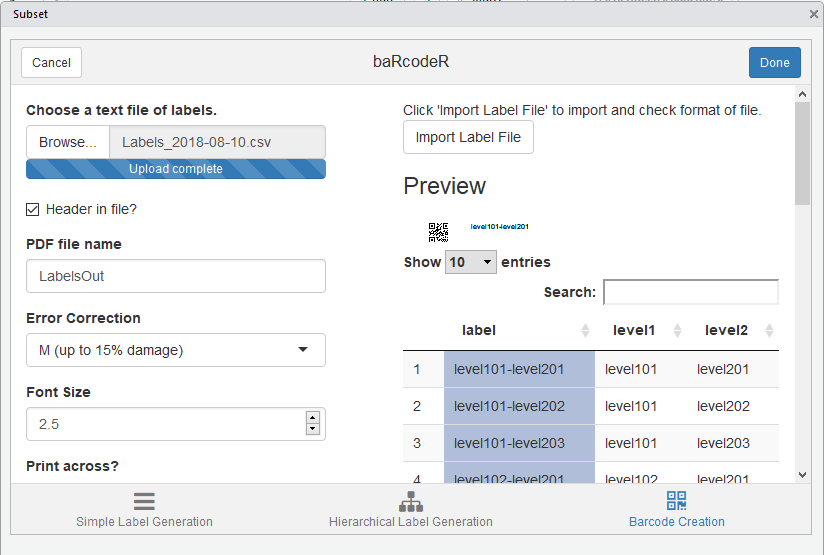 Subset
Cancel
baRcodeR
Done
Choose a text file of labels.
Browse... Labels_2018-08-10.csv
Upload complete
Header in file?
PDF file name
LabelsOut
Error Correction
M (up to 15% damage)
Font Size
2.5
Print across?
Click 'Import Label File' to import and check format of file.
Import Label File
Preview
level101-level201
Show 10 entries
Search:
label level1 level2
1 level101-level201 level101 level201
2 level101-level202 level101 level202
3 level101-level203 level101 level203
4 level102-level201 level102 level201
Simple Label Generation
Hierarchical Label Generation
Barcode Creation